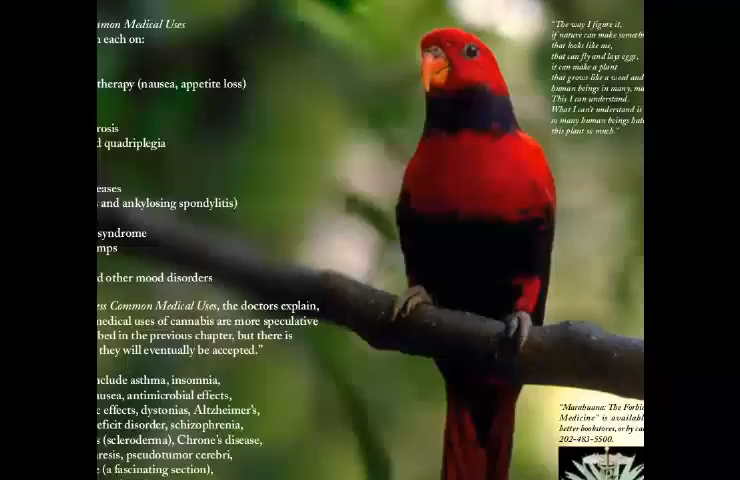 mmon Medical Uses
n each on:
therapy (nausea, appetite loss)
rosis
d quadriplegia
eases
s and ankylosing spondylitis)
syndrome
mps
d other mood disorders
ess Common Medical Uses, the doctors explain,
medical uses of cannabis are more speculative
bed in the previous chapter, but there is
they will eventually be accepted."
nclude asthma, insomnia,
usea, antimicrobial effects,
c effects, dystonias, Altzheimer's,
eficit disorder, schizophrenia,
s (scleroderma), Chrone's disease,
aresis, pseudotumor cerebri,
e (a fascinating section),
"The way I figure it,
if nature can make someth
that looks like me,
that can fly and lays eggs,
it can make a plant
that grows like a weed and
human beings in many, ma
This I can understand.
What I can't understand is
so many human beings hate
this plant so much."
"Marahuana: The Forbi
Medicine" is availabl
better bookstores, or by ca
202-483-5500.